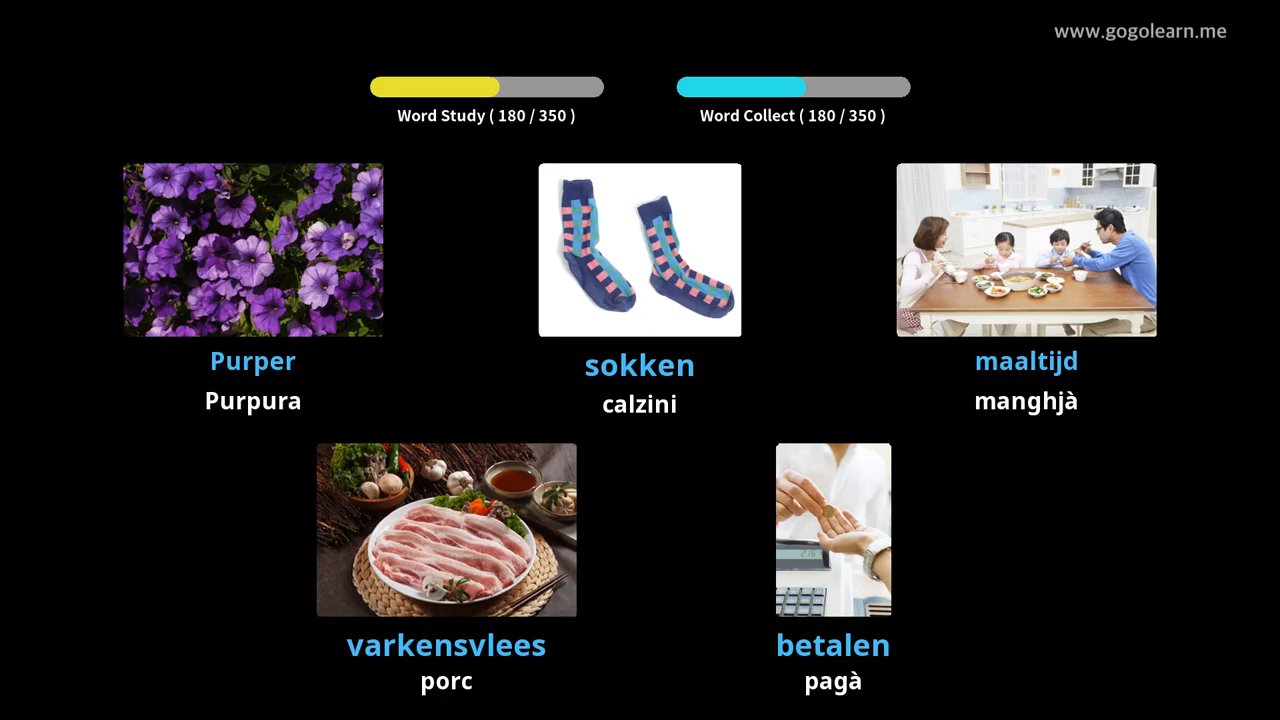 www.gogolearn.me
Word Study ( 180 / 350 )
Word Collect ( 180 / 350 )
Purper
Purpura
sokken
calzini
maaltijd
manghjà
varkensvlees
porc
betalen
pagà